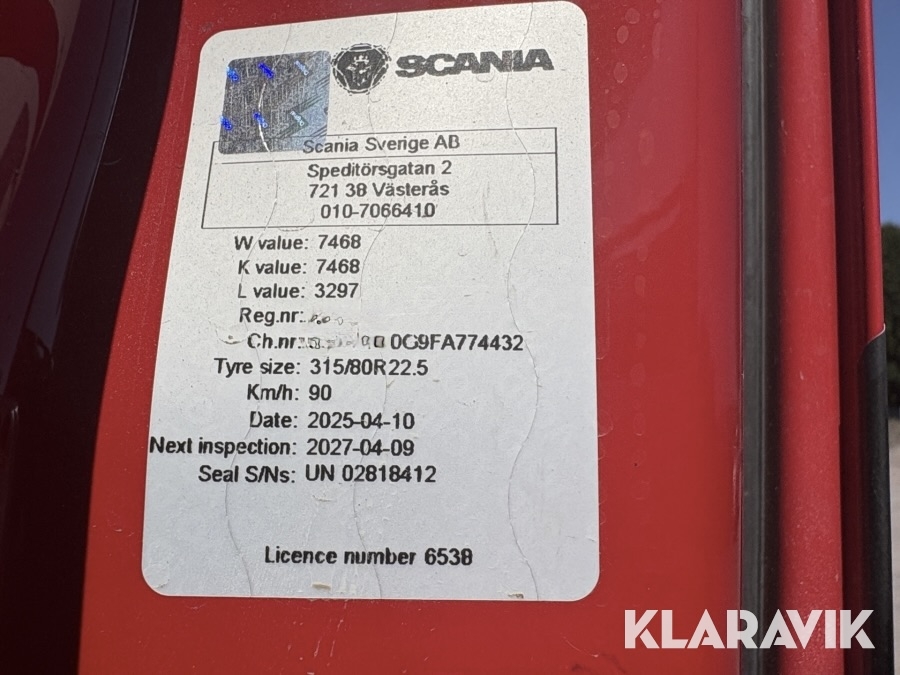 SCANIA
Scania Sverige AB
Speditörsgatan 2
721 38 Västerås
010-7066410
W value: 7468
K value: 7468
L value: 3297
Reg.nr:
Ch.nr:
Tyre size: 315/80R22.5
Km/h: 90
Date: 2025-04-10
Next inspection: 2027-04-09
Seal S/Ns: UN 02818412
Licence number 6538
KLARAVIK